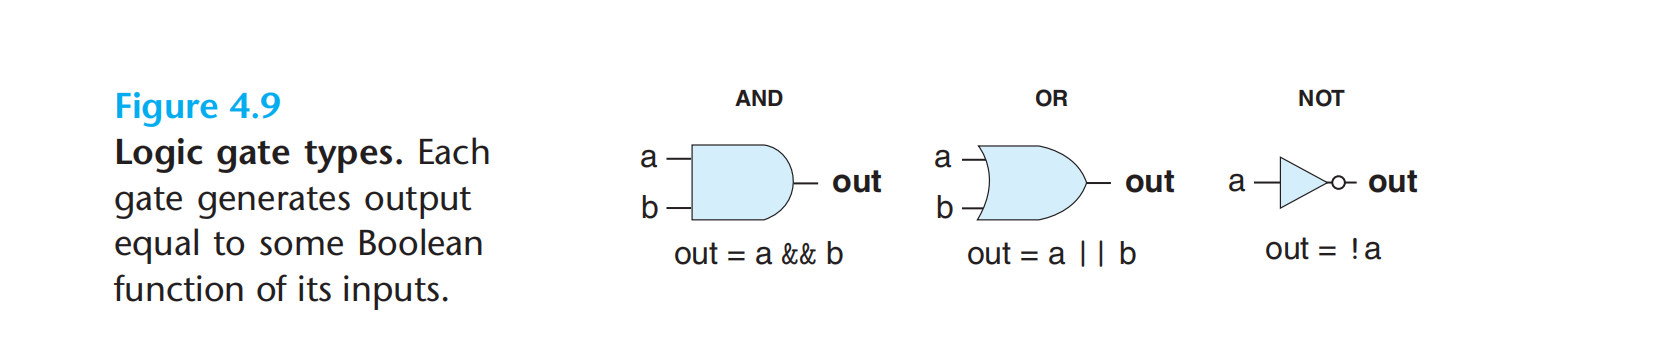 Figure 4.9
Logic gate types. Each
gate generates output
equal to some Boolean
function of its inputs.
AND
a
b
out
out = a && b
OR
a
b
out
out = a || b
NOT
a
out
out = !a